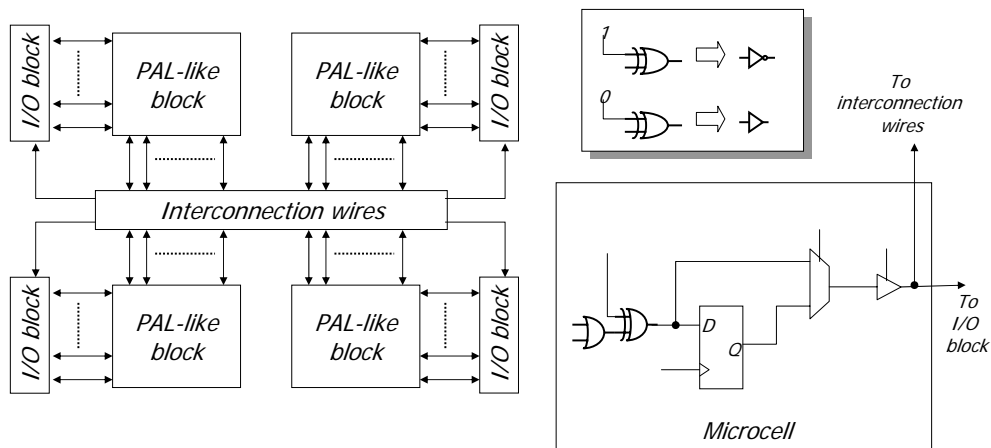 I/O block
PAL-like
block
PAL-like
block
I/O block
Interconnection wires
I/O block
PAL-like
block
PAL-like
block
I/O block
1
0
To
interconnection
wires
D
Q
To
I/O
block
Microcell